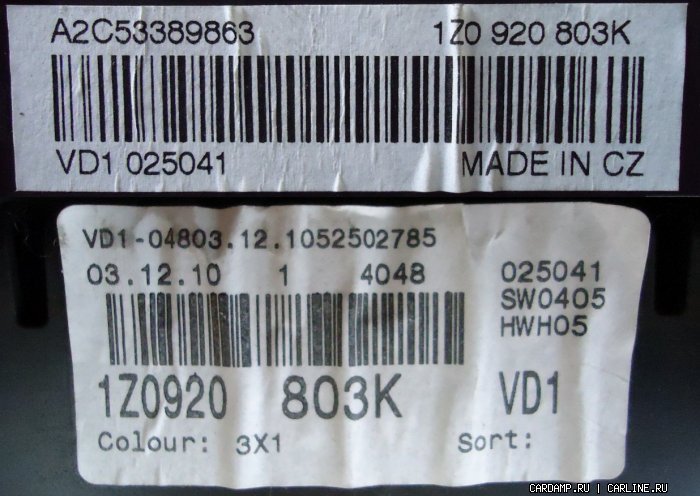 A2C53389863 1Z0 920 803K
VD1 025041 MADE IN CZ
VD1-04803.12.1052502785
03.12.10 1 4048 025041
SW0405
HWH05
1Z0920 803K VD1
Colour: 3X1 Sort:
CARDAMP.RU | CARLINE.RU